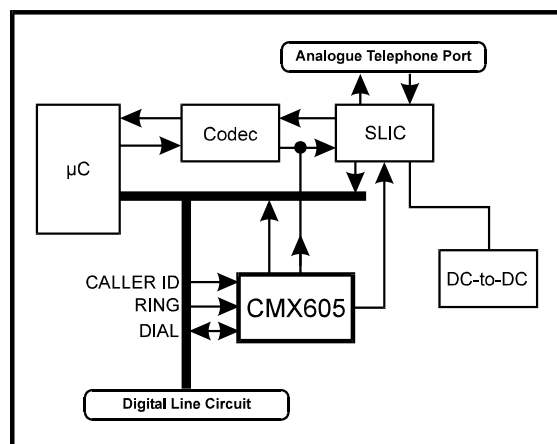 Analogue Telephone Port
µC
Codec
SLIC
CALLER ID
RING
DIAL
CMX605
DC-to-DC
Digital Line Circuit